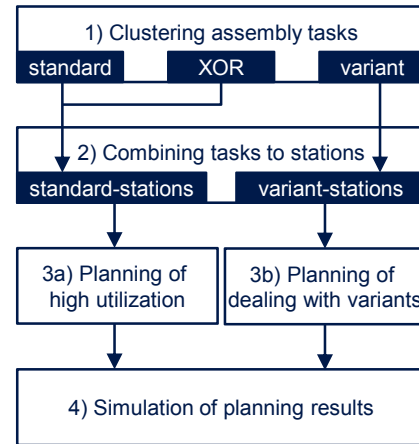 1) Clustering assembly tasks
standard XOR variant
2) Combining tasks to stations
standard-stations variant-stations
3a) Planning of
high utilization
3b) Planning of
dealing with variants
4) Simulation of planning results